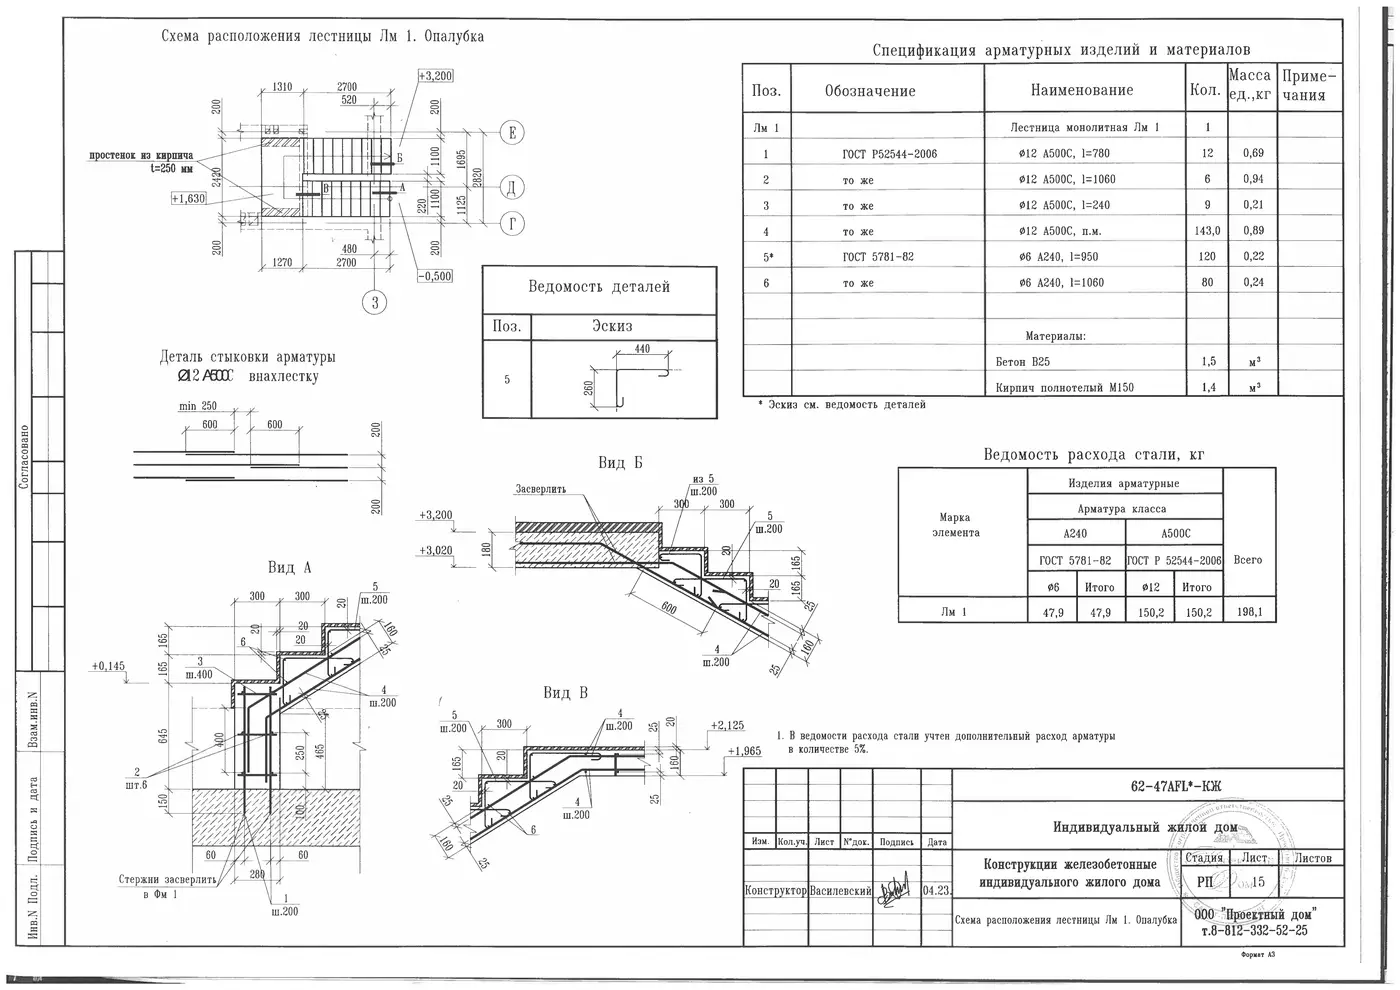 Схема расположения лестницы Лм 1. Опалубка
+3,200
1310
2700
520
200
200
Е
простенок из кирпича
t=250 мм
2420
Б
1100
1695
2820
Д
+1,630
В
А
220
1100
1125
Г
200
480
200
1270
2700
-0,500
3
Деталь стыковки арматуры
Ø12 А500С внахлестку
min 250
600
600
200
200
Ведомость деталей
Поз.
Эскиз
5
440
260
Спецификация арматурных изделий и материалов
Поз. Обозначение Наименование Кол. Масса ед.,кг Приме-чания
Лм 1 Лестница монолитная Лм 1 1
1 ГОСТ Р52544-2006 ø12 А500С, l=780 12 0,69
2 то же ø12 А500С, l=1060 6 0,94
3 то же ø12 А500С, l=240 9 0,21
4 то же ø12 А500С, п.м. 143,0 0,89
5* ГОСТ 5781-82 ø6 А240, l=950 120 0,22
6 то же ø6 А240, l=1060 80 0,24
Материалы:
Бетон В25 1,5 м³
Кирпич полнотелый М150 1,4 м³
* Эскиз см. ведомость деталей
Ведомость расхода стали, кг
Марка элемента
Изделия арматурные
Арматура класса
А240 А500С
ГОСТ 5781-82 ГОСТ Р 52544-2006 Всего
ø6 Итого ø12 Итого
Лм 1 47,9 47,9 150,2 150,2 198,1
Вид Б
Засверлить
из 5
ш.200
300
300
5
ш.200
+3,200
+3,020
180
20
165
165
20
600
25
160
25
4
ш.200
Вид А
300
300
5
ш.200
20
20
20
20
160
25
165
165
6
3
ш.400
+0,145
4
ш.200
25
645
400
250
465
2
шт.6
150
100
60
60
280
Стержни засверлить
в Фм 1
1
ш.200
Вид В
5
ш.200
300
4
ш.200
25
20
+2,125
+1,965
165
20
160
25
4
ш.200
6
25
160
25
1. В ведомости расхода стали учтен дополнительный расход арматуры
в количестве 5%.
62-47AFL*-КЖ
Индивидуальный жилой дом
Изм. Кол.уч. Лист N°док. Подпись Дата
Конструкции железобетонные
индивидуального жилого дома
Стадия Лист Листов
РП 15
Конструктор Василевский 04.23.
Схема расположения лестницы Лм 1. Опалубка
ООО "Проектный дом"
т.8-812-332-52-25
Формат А3
Согласовано
Взам.инв.N
Подпись и дата
Инв.N Подл.